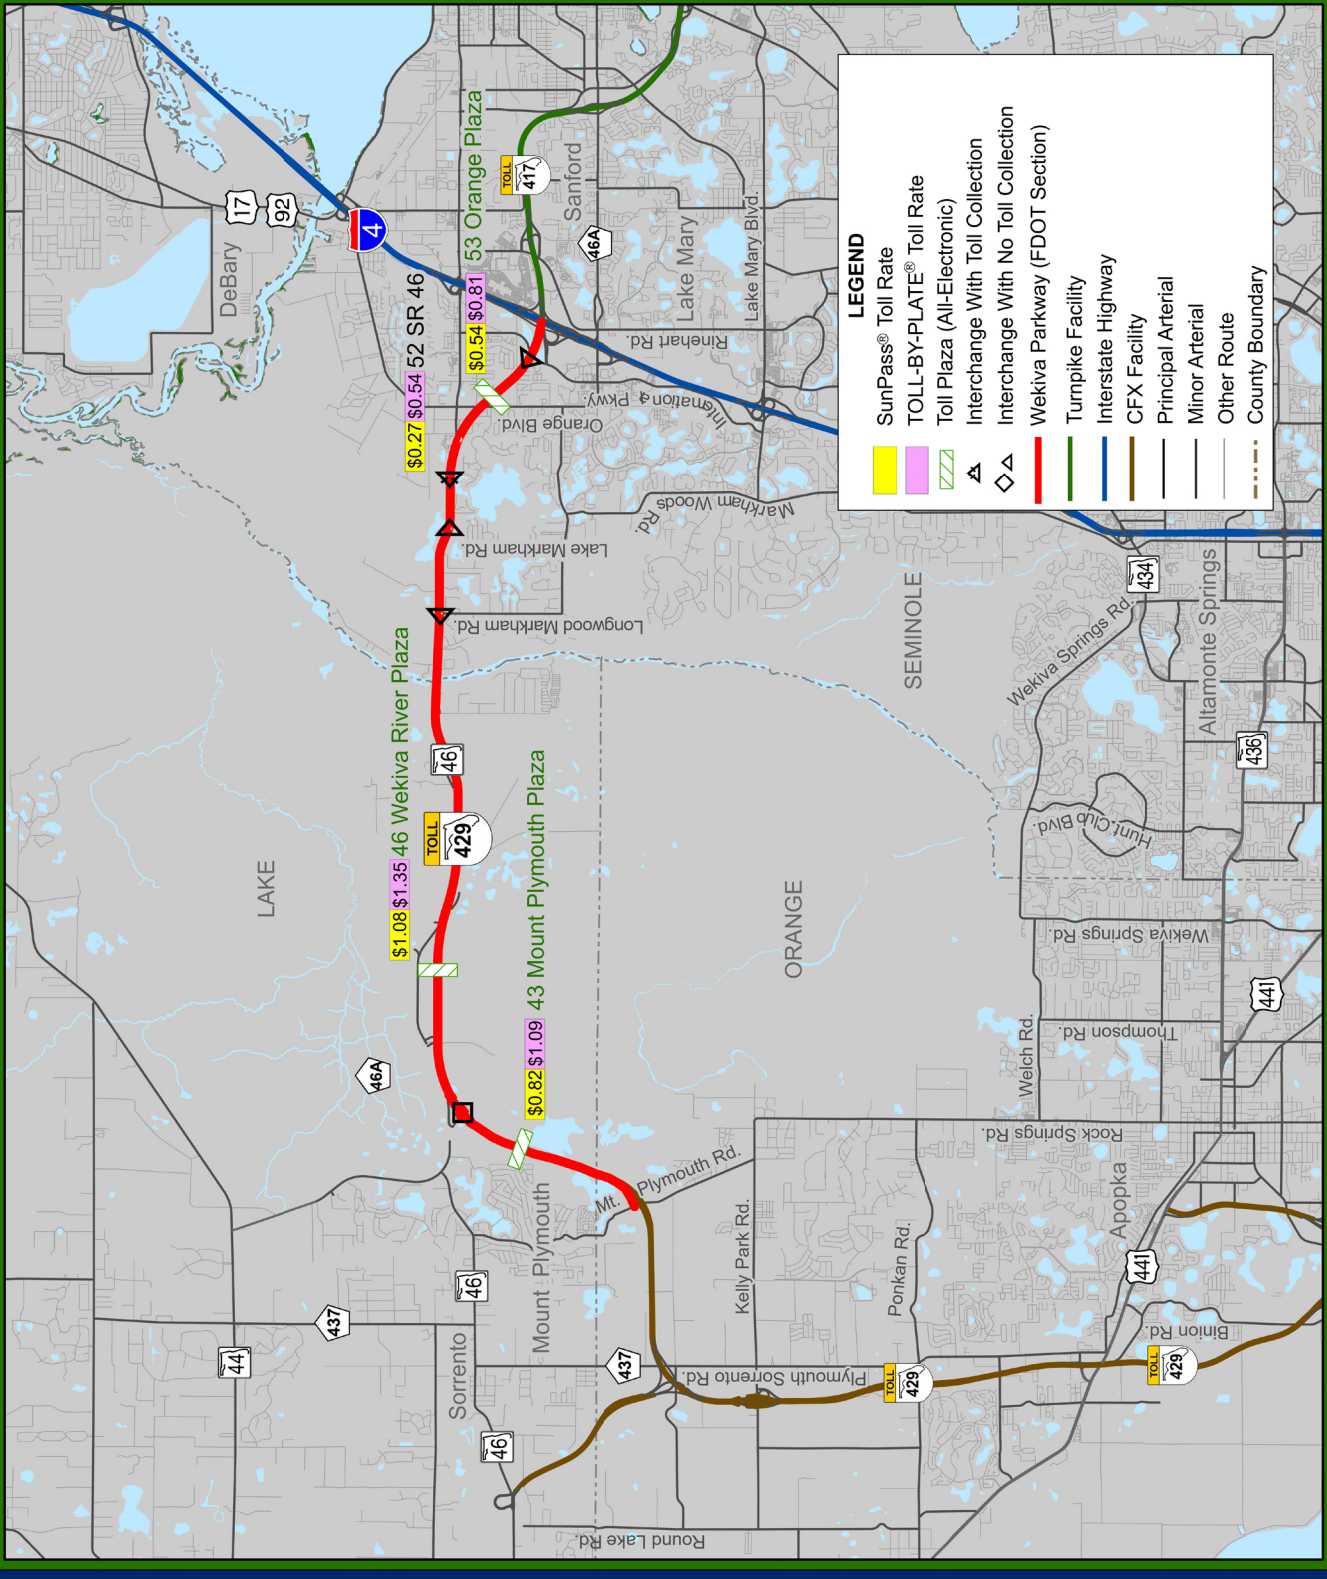 LEGEND
SunPass® Toll Rate
TOLL-BY-PLATE® Toll Rate
Toll Plaza (All-Electronic)
Interchange With Toll Collection
Interchange With No Toll Collection
Wekiva Parkway (FDOT Section)
Turnpike Facility
Interstate Highway
CFX Facility
Principal Arterial
Minor Arterial
Other Route
County Boundary
$0.82 $1.09 43 Mount Plymouth Plaza
$1.08 $1.35 46 Wekiva River Plaza
$0.27 $0.54 52 SR 46
$0.54 $0.81 53 Orange Plaza
LAKE
ORANGE
SEMINOLE
DeBary
Sanford
Lake Mary
Lake Mary Blvd.
Rinehart Rd.
International Pkwy.
Orange Blvd.
Markham Woods Rd.
Lake Markham Rd.
Longwood Markham Rd.
Wekiva Springs Rd.
Altamonte Springs
Hunt Club Blvd.
Wekiva Springs Rd.
Thompson Rd.
Welch Rd.
Rock Springs Rd.
Apopka
Mt. Plymouth Rd.
Kelly Park Rd.
Ponkan Rd.
Binion Rd.
Plymouth Sorrento Rd.
Round Lake Rd.
Mount Plymouth
Sorrento
17
92
4
TOLL
417
46A
434
436
441
441
TOLL
429
46
46A
46
437
44
437
46
TOLL
429
TOLL
429